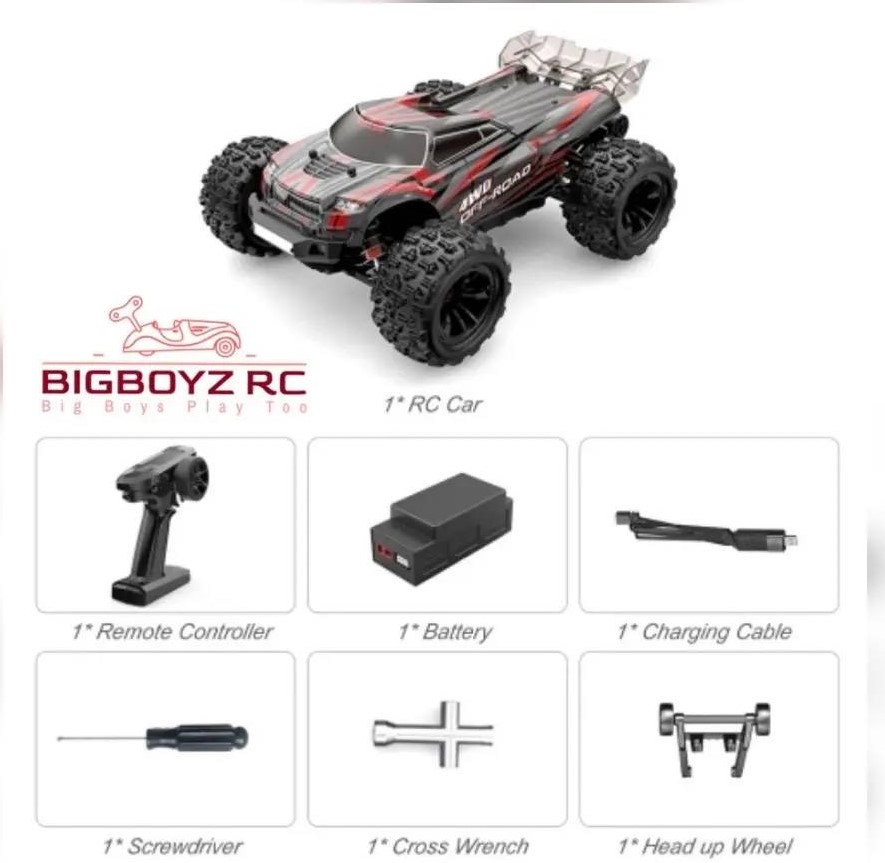 4WD
OFF-ROAD
BIGBOYZ RC
Big Boys Play Too
1* RC Car
1* Remote Controller
1* Battery
1* Charging Cable
1* Screwdriver
1* Cross Wrench
1* Head up Wheel